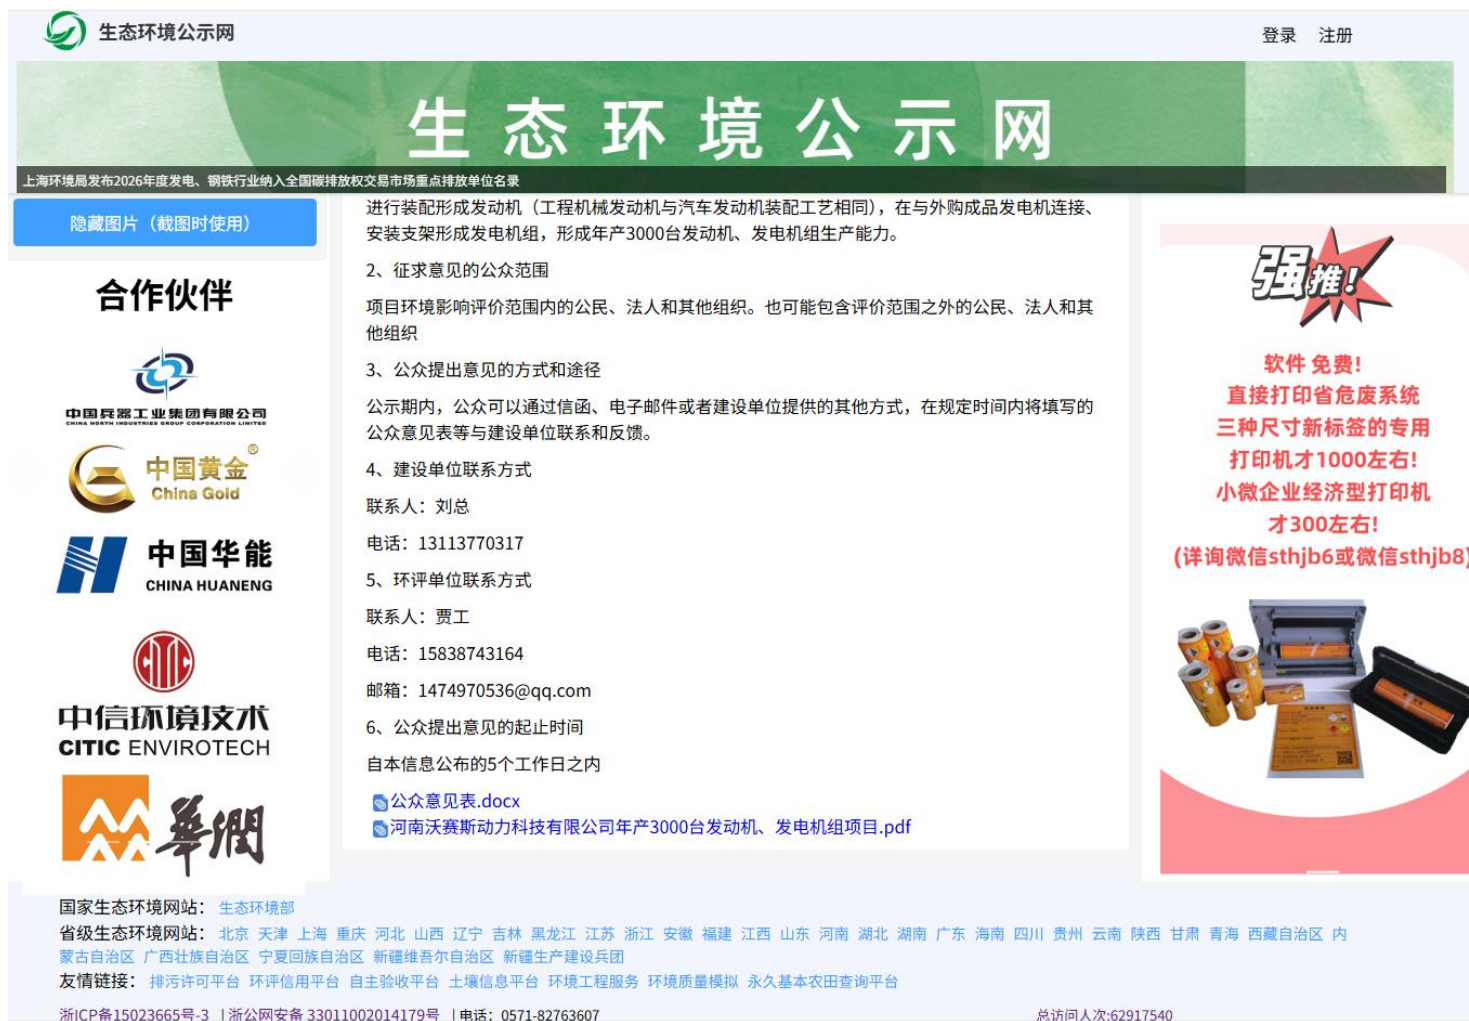 生态环境公示网
登录 注册
生态环境公示网
上海环境局发布2026年度发电、钢铁行业纳入全国碳排放权交易市场重点排放单位名录
隐藏图片（截图时使用）
合作伙伴
中国兵器工业集团有限公司
CHINA NORTH INDUSTRIES GROUP CORPORATION LIMITED
中国黄金®
China Gold
中国华能
CHINA HUANENG
中信环境技术
CITIC ENVIROTECH
華潤
进行装配形成发动机（工程机械发动机与汽车发动机装配工艺相同），在与外购成品发电机连接、
安装支架形成发电机组，形成年产3000台发动机、发电机组生产能力。
2、征求意见的公众范围
项目环境影响评价范围内的公民、法人和其他组织。也可能包含评价范围之外的公民、法人和其
他组织
3、公众提出意见的方式和途径
公示期内，公众可以通过信函、电子邮件或者建设单位提供的其他方式，在规定时间内将填写的
公众意见表等与建设单位联系和反馈。
4、建设单位联系方式
联系人：刘总
电话：13113770317
5、环评单位联系方式
联系人：贾工
电话：15838743164
邮箱：1474970536@qq.com
6、公众提出意见的起止时间
自本信息公布的5个工作日之内
公众意见表.docx
河南沃赛斯动力科技有限公司年产3000台发动机、发电机组项目.pdf
强推！
软件 免费!
直接打印省危废系统
三种尺寸新标签的专用
打印机才1000左右!
小微企业经济型打印机
才300左右!
(详询微信sthjb6或微信sthjb8)
国家生态环境网站： 生态环境部
省级生态环境网站： 北京 天津 上海 重庆 河北 山西 辽宁 吉林 黑龙江 江苏 浙江 安徽 福建 江西 山东 河南 湖北 湖南 广东 海南 四川 贵州 云南 陕西 甘肃 青海 西藏自治区 内
蒙古自治区 广西壮族自治区 宁夏回族自治区 新疆维吾尔自治区 新疆生产建设兵团
友情链接： 排污许可平台 环评信用平台 自主验收平台 土壤信息平台 环境工程服务 环境质量模拟 永久基本农田查询平台
浙ICP备15023665号-3 | 浙公网安备 33011002014179号 | 电话：0571-82763607
总访问人次:62917540